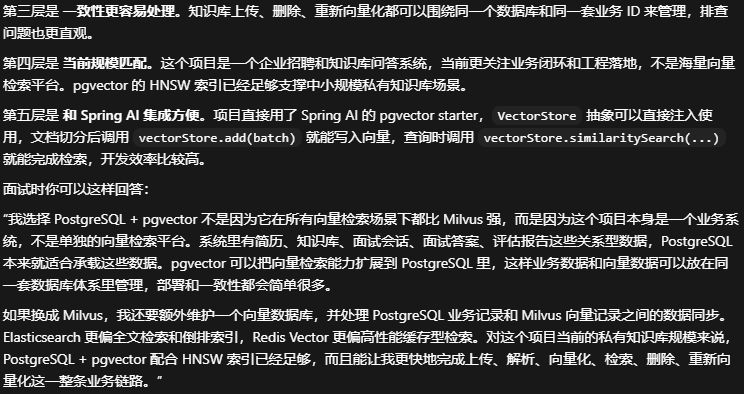 第三层是 一致性更容易处理。知识库上传、删除、重新向量化都可以围绕同一个数据库和同一套业务 ID 来管理，排查
问题也更直观。
第四层是 当前规模匹配。这个项目是一个企业招聘和知识库问答系统，当前更关注业务闭环和工程落地，不是海量向量
检索平台。pgvector 的 HNSW 索引已经足够支撑中小规模私有知识库场景。
第五层是 和 Spring AI 集成方便。项目直接用了 Spring AI 的 pgvector starter， VectorStore 抽象可以直接注入使
用，文档切分后调用 vectorStore.add(batch) 就能写入向量，查询时调用 vectorStore.similaritySearch(...)
就能完成检索，开发效率比较高。
面试时你可以这样回答：
“我选择 PostgreSQL + pgvector 不是因为它在所有向量检索场景下都比 Milvus 强，而是因为这个项目本身是一个业务系
统，不是单独的向量检索平台。系统里有简历、知识库、面试会话、面试答案、评估报告这些关系型数据，PostgreSQL
本来就适合承载这些数据。pgvector 可以把向量检索能力扩展到 PostgreSQL 里，这样业务数据和向量数据可以放在同
一套数据库体系里管理，部署和一致性都会简单很多。
如果换成 Milvus，我还要额外维护一个向量数据库，并处理 PostgreSQL 业务记录和 Milvus 向量记录之间的数据同步。
Elasticsearch 更偏全文检索和倒排索引，Redis Vector 更偏高性能缓存型检索。对这个项目当前的私有知识库规模来说，
PostgreSQL + pgvector 配合 HNSW 索引已经足够，而且能让我更快地完成上传、解析、向量化、检索、删除、重新向
量化这一整条业务链路。”